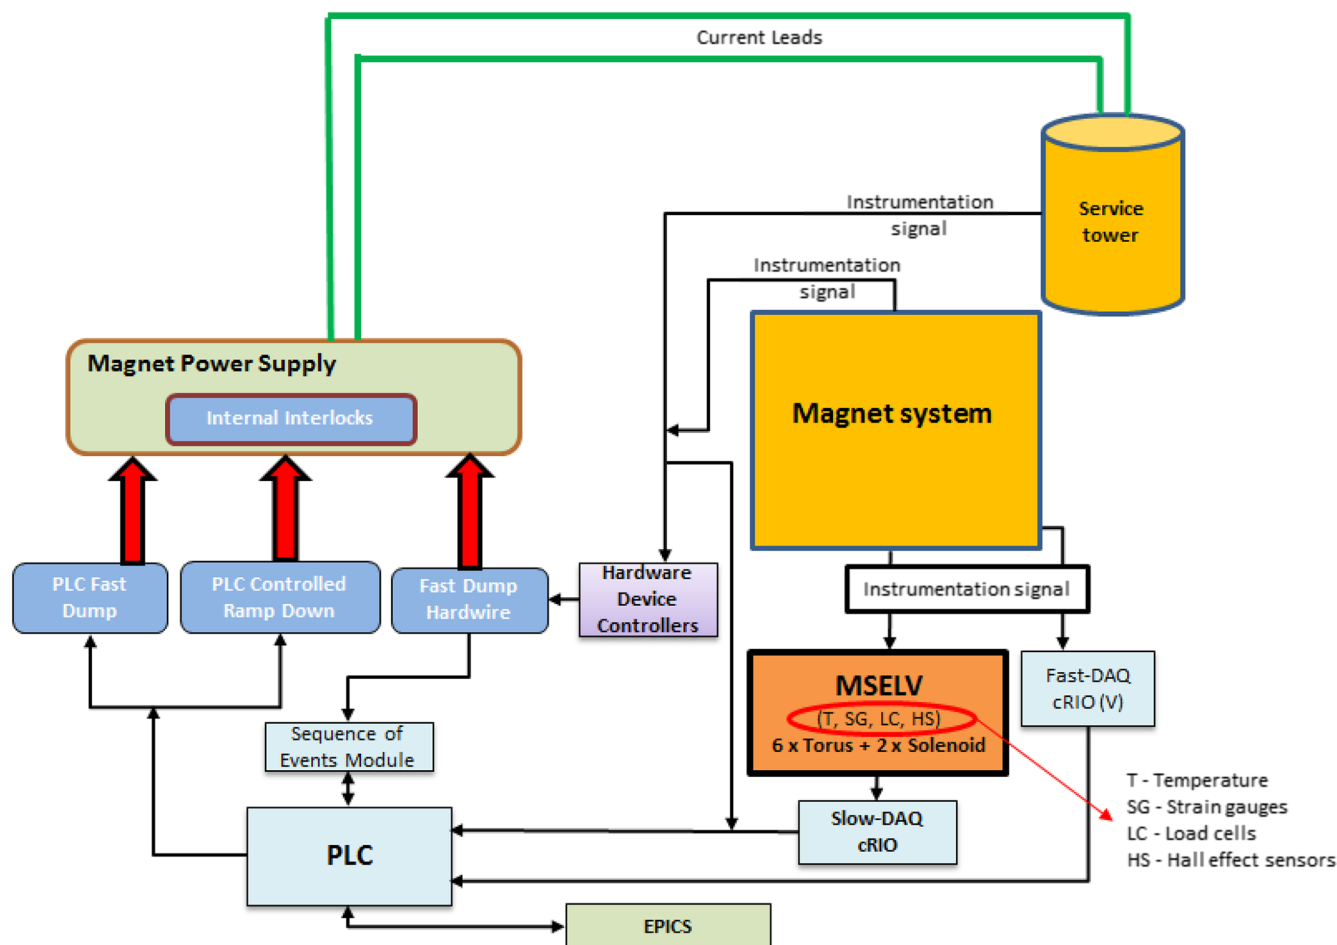 Current Leads
Service
tower
Instrumentation
signal
Instrumentation
signal
Magnet Power Supply
Internal Interlocks
Magnet system
PLC Fast
Dump
PLC Controlled
Ramp Down
Fast Dump
Hardwire
Hardware
Device
Controllers
Instrumentation signal
MSELV
(T, SG, LC, HS)
6 x Torus + 2 x Solenoid
Fast-DAQ
cRIO (V)
Sequence of
Events Module
T - Temperature
SG - Strain gauges
LC - Load cells
HS - Hall effect sensors
Slow-DAQ
cRIO
PLC
EPICS